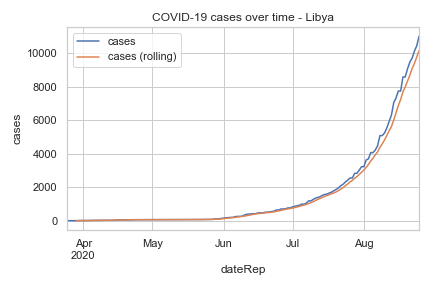 COVID-19 cases over time - Libya
cases
cases (rolling)
10000
8000
6000
4000
2000
0
cases
Apr
2020
May
Jun
Jul
Aug
dateRep